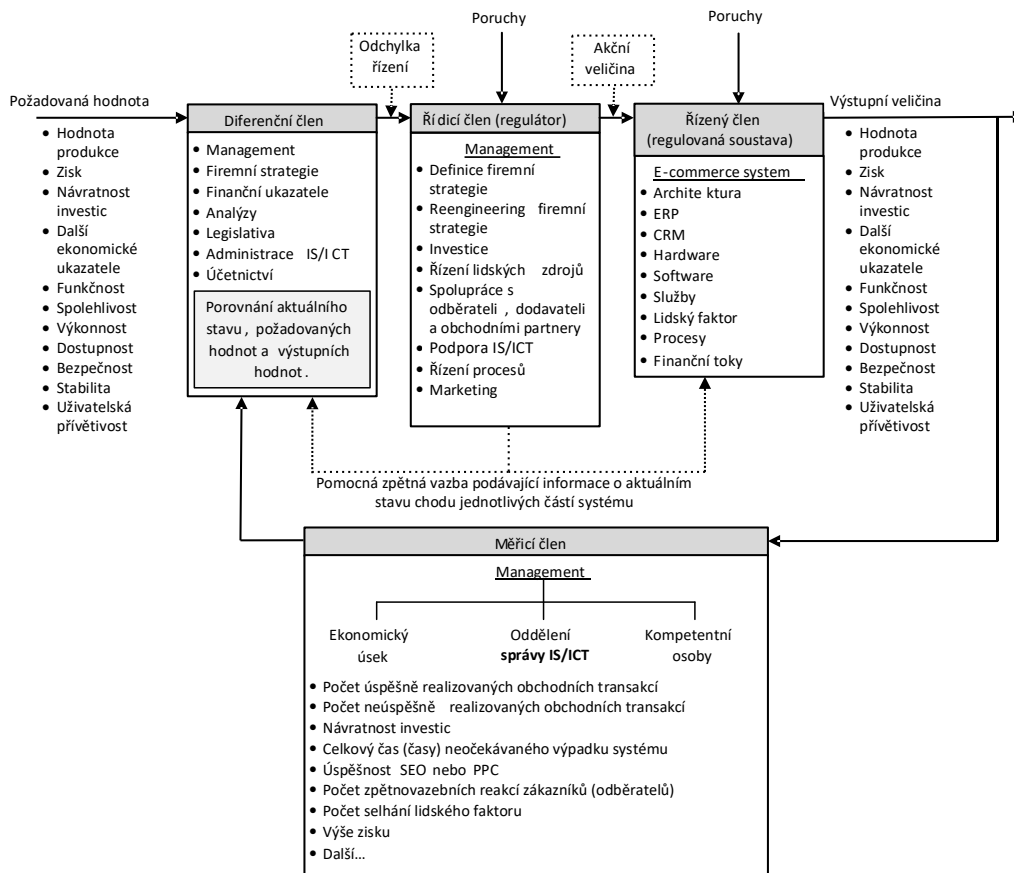 Poruchy
Poruchy
Odchylka
řízení
Akční
veličina
Požadovaná hodnota
• Hodnota
produkce
• Zisk
• Návratnost
investic
• Další
ekonomické
ukazatele
• Funkčnost
• Spolehlivost
• Výkonnost
• Dostupnost
• Bezpečnost
• Stabilita
• Uživatelská
přívětivost
Diferenční člen
• Management
• Firemní strategie
• Finanční ukazatele
• Analýzy
• Legislativa
• Administrace IS/I CT
• Účetnictví
Porovnání aktuálního
stavu , požadovaných
hodnot a výstupních
hodnot .
Ří dicí člen (regulátor)
Management
• Definice firemní
strategie
• Reengineering firemní
strategie
• Investice
• Řízení lidských zdrojů
• Spolupráce s
odběrateli , dodavateli
a obchodními partnery
• Podpora IS/ICT
• Řízení procesů
• Marketing
Řízený člen
(regulovaná soustava)
E-commerce system
• Archite ktura
• ERP
• CRM
• Hardware
• Software
• Služby
• Lidský faktor
• Procesy
• Finanční toky
Výstupní veličina
• Hodnota
produkce
• Zisk
• Návratnost
investic
• Další
ekonomické
ukazatele
• Funkčnost
• Spolehlivost
• Výkonnost
• Dostupnost
• Bezpečnost
• Stabilita
• Uživatelská
přívětivost
Pomocná zpětná vazba podávající informace o aktuálním
stavu chodu jednotlivých částí systému
Měřicí člen
Management
Ekonomický
úsek
Oddělení
správy IS/ICT
Kompetentní
osoby
• Počet úspěšně realizovaných obchodních transakcí
• Počet neúspěšně realizovaných obchodních transakcí
• Návratnost investic
• Celkový čas (časy) neočekávaného výpadku systému
• Úspěšnost SEO nebo PPC
• Počet zpětnovazebních reakcí zákazníků (odběratelů)
• Počet selhání lidského faktoru
• Výše zisku
• Další…